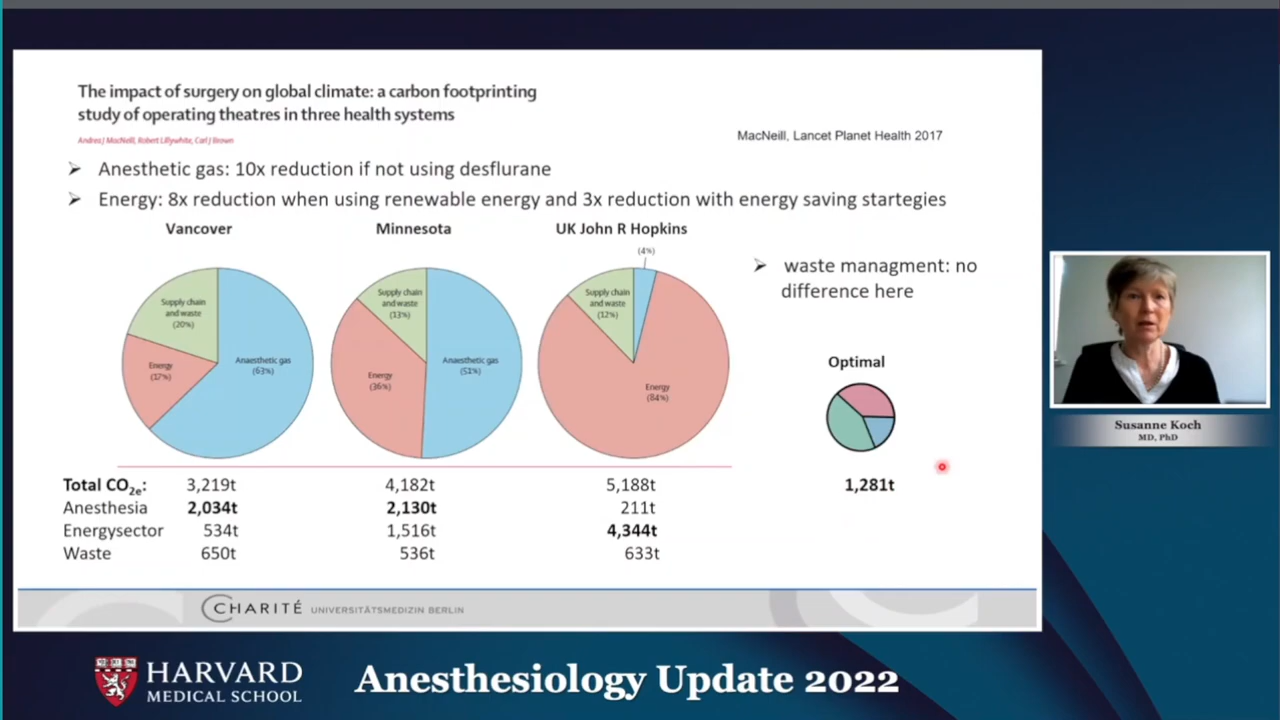 The impact of surgery on global climate: a carbon footprinting
study of operating theatres in three health systems
Andrea J MacNeill, Robert Lillywhite, Carl J Brown
MacNeill, Lancet Planet Health 2017
➢ Anesthetic gas: 10x reduction if not using desflurane
➢ Energy: 8x reduction when using renewable energy and 3x reduction with energy saving startegies
Vancover
Minnesota
UK John R Hopkins
Supply chain
and waste
(20%)
Energy
(17%)
Anaesthetic gas
(63%)
Supply chain
and waste
(13%)
Energy
(36%)
Anaesthetic gas
(51%)
(4%)
Supply chain
and waste
(12%)
Energy
(84%)
➢ waste managment: no
difference here
Optimal
Total CO2e: 3,219t 4,182t 5,188t 1,281t
Anesthesia 2,034t 2,130t 211t
Energysector 534t 1,516t 4,344t
Waste 650t 536t 633t
CHARITÉ UNIVERSITÄTSMEDIZIN BERLIN
Susanne Koch
MD, PhD
HARVARD
MEDICAL SCHOOL
Anesthesiology Update 2022